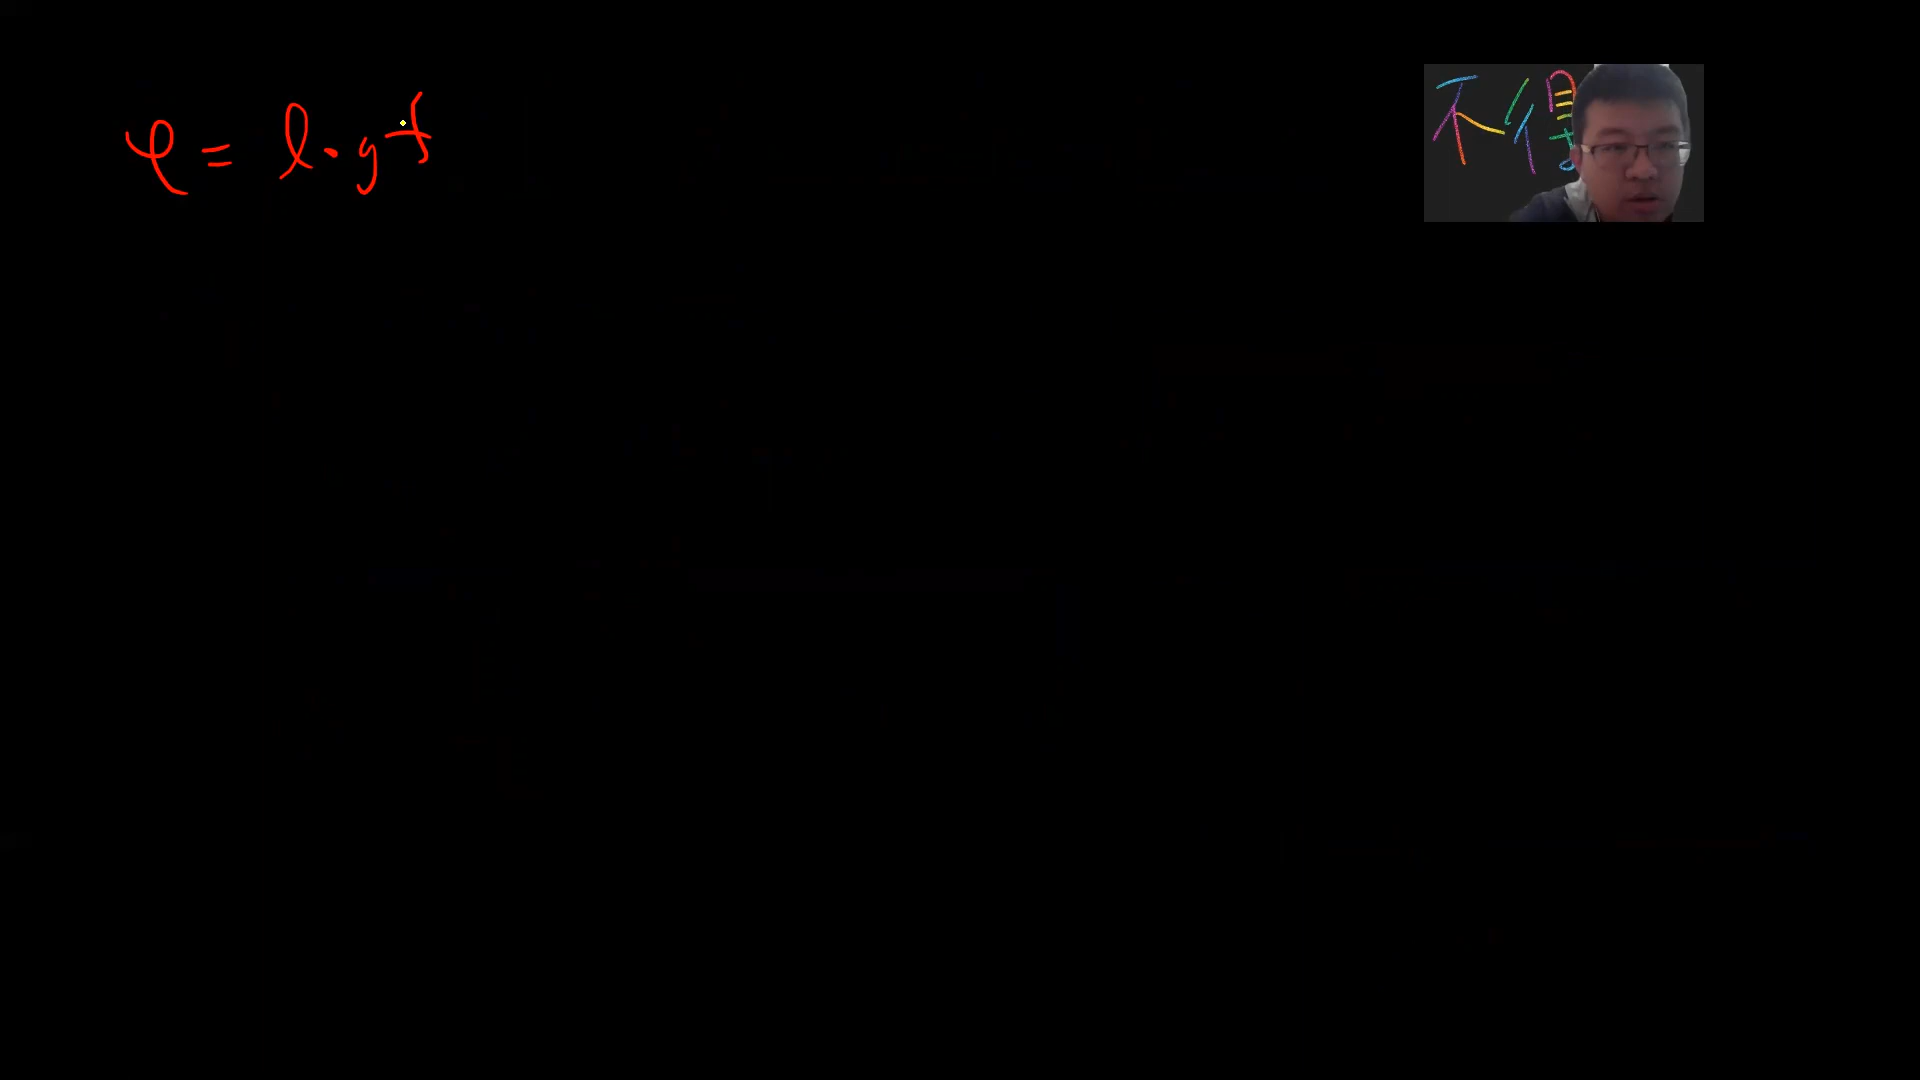 φ = l · g f
不得